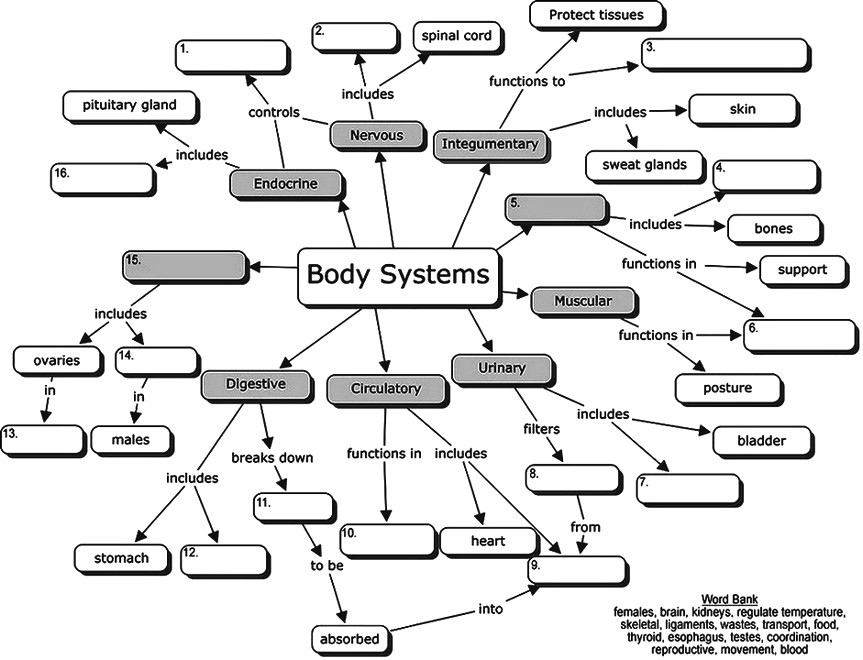 Protect tissues
1.
2.
spinal cord
3.
functions to
includes
pituitary gland
controls
Nervous
Integumentary
includes
skin
includes
sweat glands
16.
Endocrine
4.
5.
includes
bones
15.
Body Systems
functions in
support
Muscular
includes
functions in
6.
ovaries
14.
Digestive
Circulatory
Urinary
posture
in
in
13.
males
filters
includes
bladder
breaks down
functions in
includes
includes
8.
7.
11.
stomach
12.
10.
heart
from
to be
9.
into
absorbed
Word Bank
females, brain, kidneys, regulate temperature,
skeletal, ligaments, wastes, transport, food,
thyroid, esophagus, testes, coordination,
reproductive, movement, blood